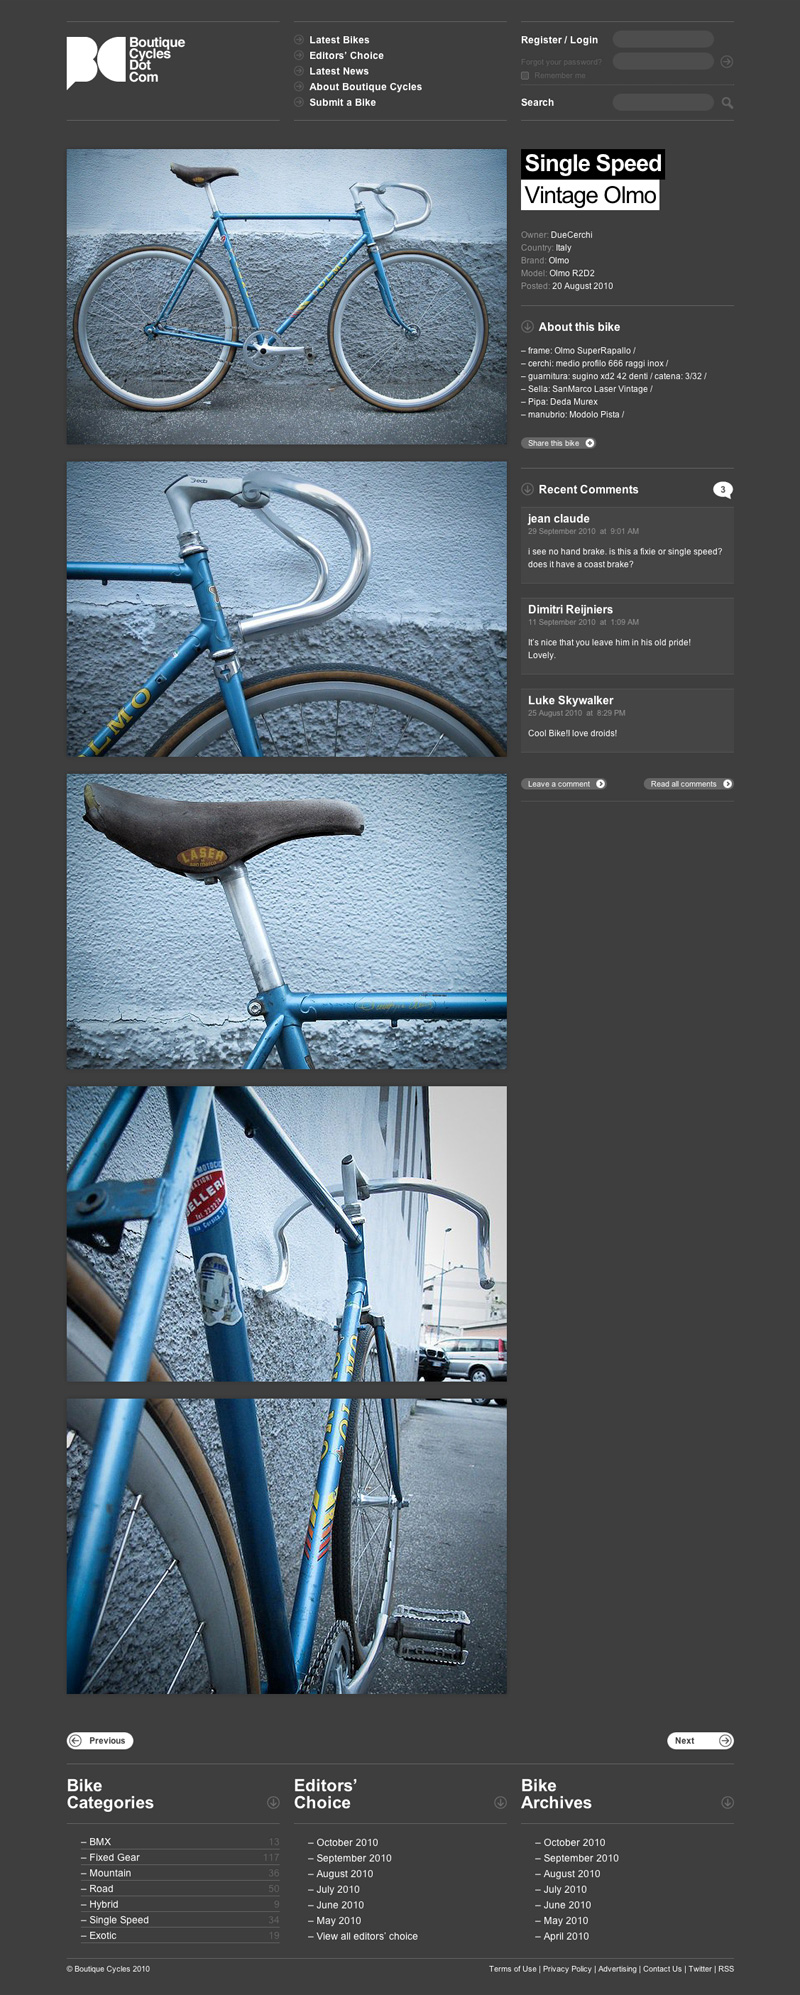 Boutique
Cycles
Dot
Com
Latest Bikes
Editors' Choice
Latest News
About Boutique Cycles
Submit a Bike
Register / Login
Forgot your password?
Remember me
Search
Single Speed
Vintage Olmo
Owner: DueCerchi
Country: Italy
Brand: Olmo
Model: Olmo R2D2
Posted: 20 August 2010
About this bike
– frame: Olmo SuperRapallo /
– cerchi: medio profilo 666 raggi inox /
– guarnitura: sugino xd2 42 denti / catena: 3/32 /
– Sella: SanMarco Laser Vintage /
– Pipa: Deda Murex
– manubrio: Modolo Pista /
Share this bike
Recent Comments 3
jean claude
29 September 2010 at 9:01 AM
i see no hand brake. is this a fixie or single speed?
does it have a coast brake?
Dimitri Reijniers
11 September 2010 at 1:09 AM
It's nice that you leave him in his old pride!
Lovely.
Luke Skywalker
25 August 2010 at 8:29 PM
Cool Bike!I love droids!
Leave a comment
Read all comments
LMO
LASER
Previous
Next
Bike
Categories
– BMX 13
– Fixed Gear 117
– Mountain 36
– Road 50
– Hybrid 9
– Single Speed 34
– Exotic 19
Editors'
Choice
– October 2010
– September 2010
– August 2010
– July 2010
– June 2010
– May 2010
– View all editors' choice
Bike
Archives
– October 2010
– September 2010
– August 2010
– July 2010
– June 2010
– May 2010
– April 2010
© Boutique Cycles 2010
Terms of Use | Privacy Policy | Advertising | Contact Us | Twitter | RSS